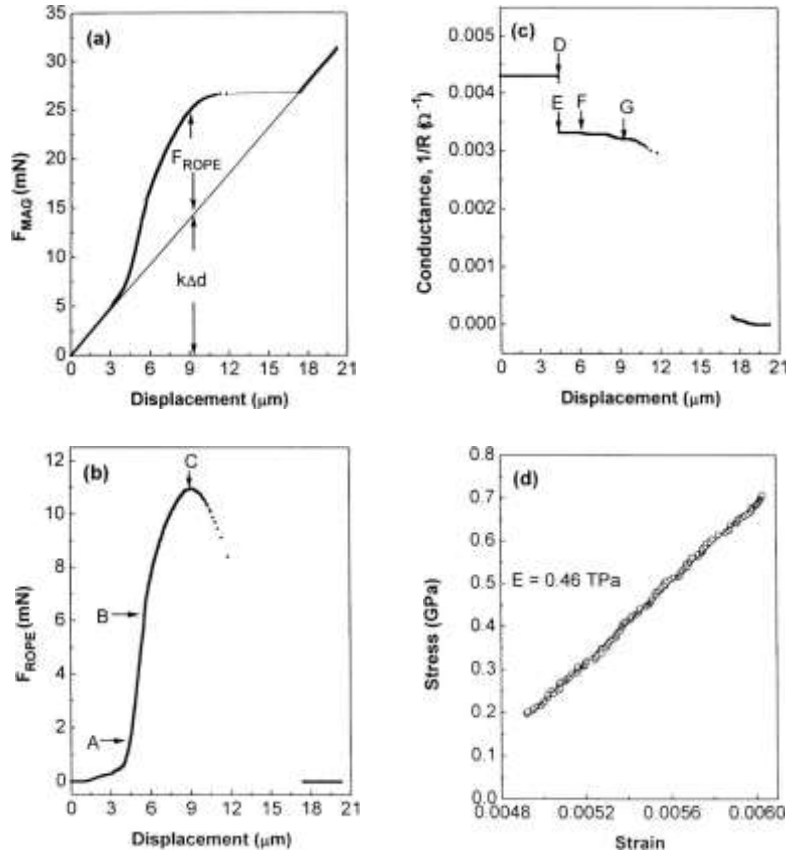 (a)
35
30
25
20
15
10
5
0
F_MAG (mN)
F_ROPE
kΔd
0 3 6 9 12 15 18 21
Displacement (μm)
(c)
0.005
0.004
0.003
0.002
0.001
0.000
Conductance, 1/R (Ω⁻¹)
D
E F G
0 3 6 9 12 15 18 21
Displacement (μm)
(b)
12
10
8
6
4
2
0
F_ROPE (mN)
C
B
A
0 3 6 9 12 15 18 21
Displacement (μm)
(d)
0.8
0.7
0.6
0.5
0.4
0.3
0.2
0.1
0.0
Stress (GPa)
E = 0.46 TPa
0.0048 0.0052 0.0056 0.0060
Strain